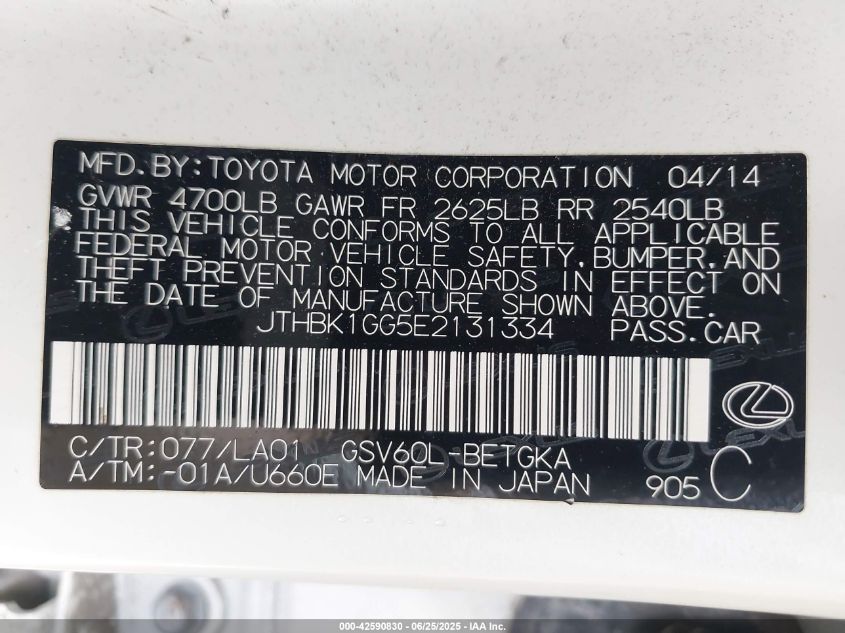 MFD.BY:TOYOTA MOTOR CORPORATION 04/14
GVWR 4700LB GAWR FR 2625LB RR 2540LB
THIS VEHICLE CONFORMS TO ALL APPLICABLE
FEDERAL MOTOR VEHICLE SAFETY,BUMPER,AND
THEFT PREVENTION STANDARDS IN EFFECT ON
THE DATE OF MANUFACTURE SHOWN ABOVE.
JTHBK1GG5E2131334 PASS.CAR
C/TR:077/LA01 GSV60L-BETGKA
A/TM:-01A/U660E MADE IN JAPAN 905 C
000-42590830 - 06/25/2025 - IAA Inc.